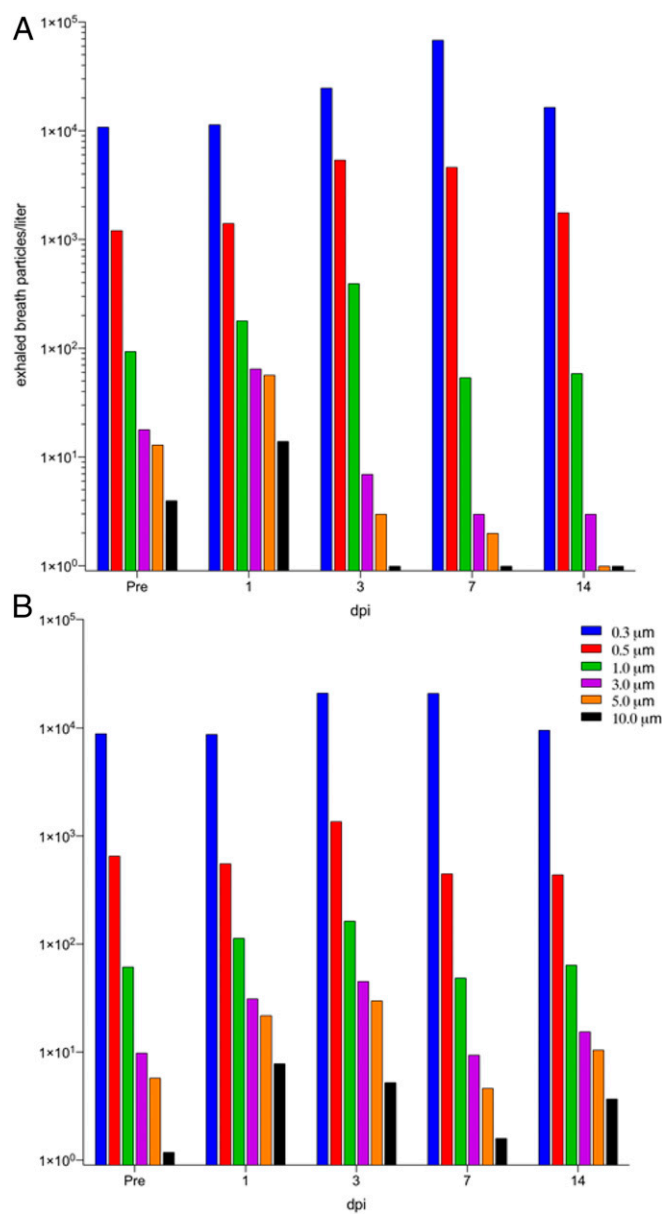 A
exhaled breath particles/liter
1×10⁵
1×10⁴
1×10³
1×10²
1×10¹
1×10⁰
Pre 1 3 7 14
dpi
B
1×10⁵
1×10⁴
1×10³
1×10²
1×10¹
1×10⁰
0.3 μm
0.5 μm
1.0 μm
3.0 μm
5.0 μm
10.0 μm
Pre 1 3 7 14
dpi